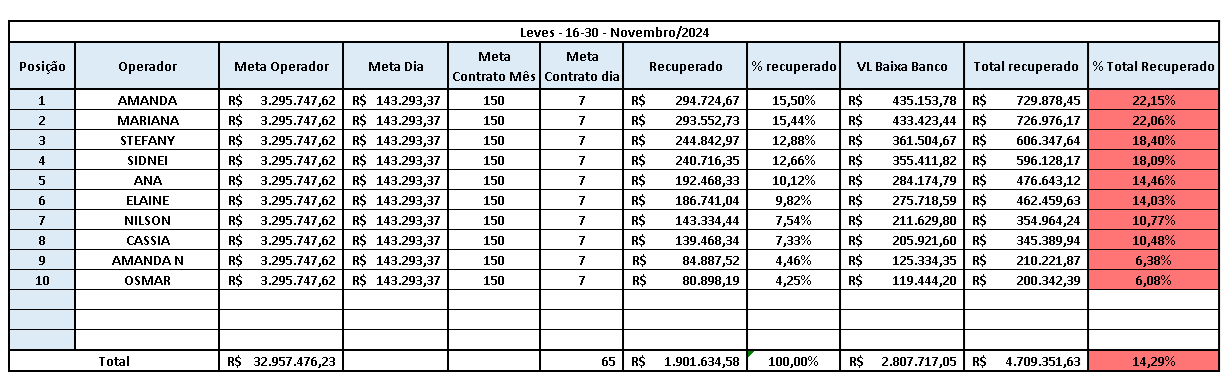 Leves - 16-30 - Novembro/2024
Posição Operador Meta Operador Meta Dia Meta Contrato Mês Meta Contrato dia Recuperado % recuperado VL Baixa Banco Total recuperado % Total Recuperado
1 AMANDA R$ 3.295.747,62 R$ 143.293,37 150 7 R$ 294.724,67 15,50% R$ 435.153,78 R$ 729.878,45 22,15%
2 MARIANA R$ 3.295.747,62 R$ 143.293,37 150 7 R$ 293.552,73 15,44% R$ 433.423,44 R$ 726.976,17 22,06%
3 STEFANY R$ 3.295.747,62 R$ 143.293,37 150 7 R$ 244.842,97 12,88% R$ 361.504,67 R$ 606.347,64 18,40%
4 SIDNEI R$ 3.295.747,62 R$ 143.293,37 150 7 R$ 240.716,35 12,66% R$ 355.411,82 R$ 596.128,17 18,09%
5 ANA R$ 3.295.747,62 R$ 143.293,37 150 7 R$ 192.468,33 10,12% R$ 284.174,79 R$ 476.643,12 14,46%
6 ELAINE R$ 3.295.747,62 R$ 143.293,37 150 7 R$ 186.741,04 9,82% R$ 275.718,59 R$ 462.459,63 14,03%
7 NILSON R$ 3.295.747,62 R$ 143.293,37 150 7 R$ 143.334,44 7,54% R$ 211.629,80 R$ 354.964,24 10,77%
8 CASSIA R$ 3.295.747,62 R$ 143.293,37 150 7 R$ 139.468,34 7,33% R$ 205.921,60 R$ 345.389,94 10,48%
9 AMANDA N R$ 3.295.747,62 R$ 143.293,37 150 7 R$ 84.887,52 4,46% R$ 125.334,35 R$ 210.221,87 6,38%
10 OSMAR R$ 3.295.747,62 R$ 143.293,37 150 7 R$ 80.898,19 4,25% R$ 119.444,20 R$ 200.342,39 6,08%
Total R$ 32.957.476,23 65 R$ 1.901.634,58 100,00% R$ 2.807.717,05 R$ 4.709.351,63 14,29%